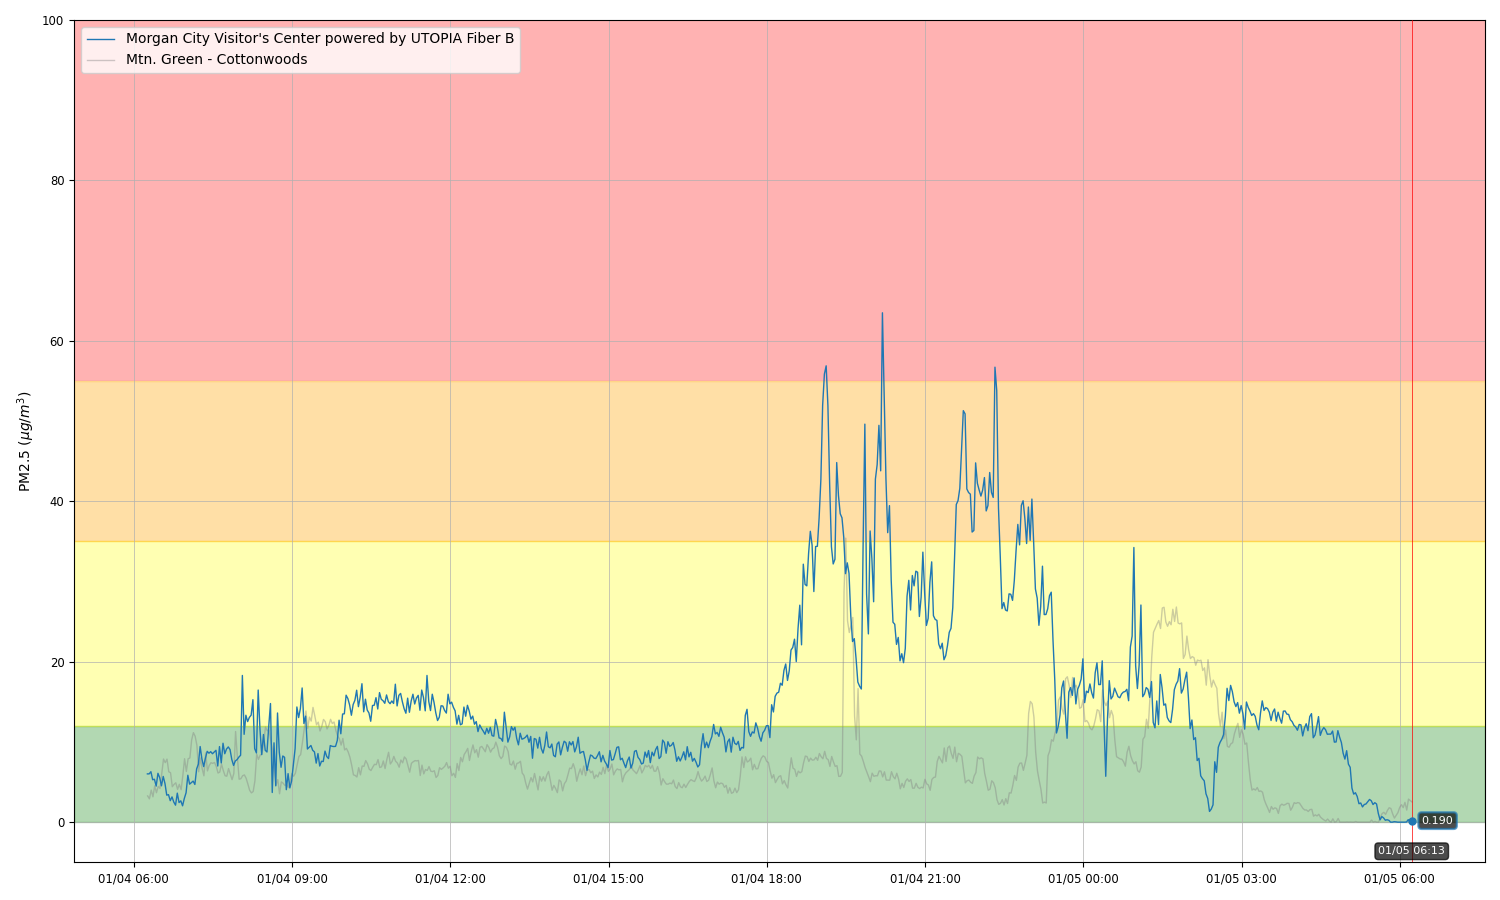 100
Morgan City Visitor's Center powered by UTOPIA Fiber B
Mtn. Green - Cottonwoods
80
60
PM2.5 (μg/m³)
40
20
0
0.190
01/05 06:13
01/04 06:00 01/04 09:00 01/04 12:00 01/04 15:00 01/04 18:00 01/04 21:00 01/05 00:00 01/05 03:00 01/05 06:00